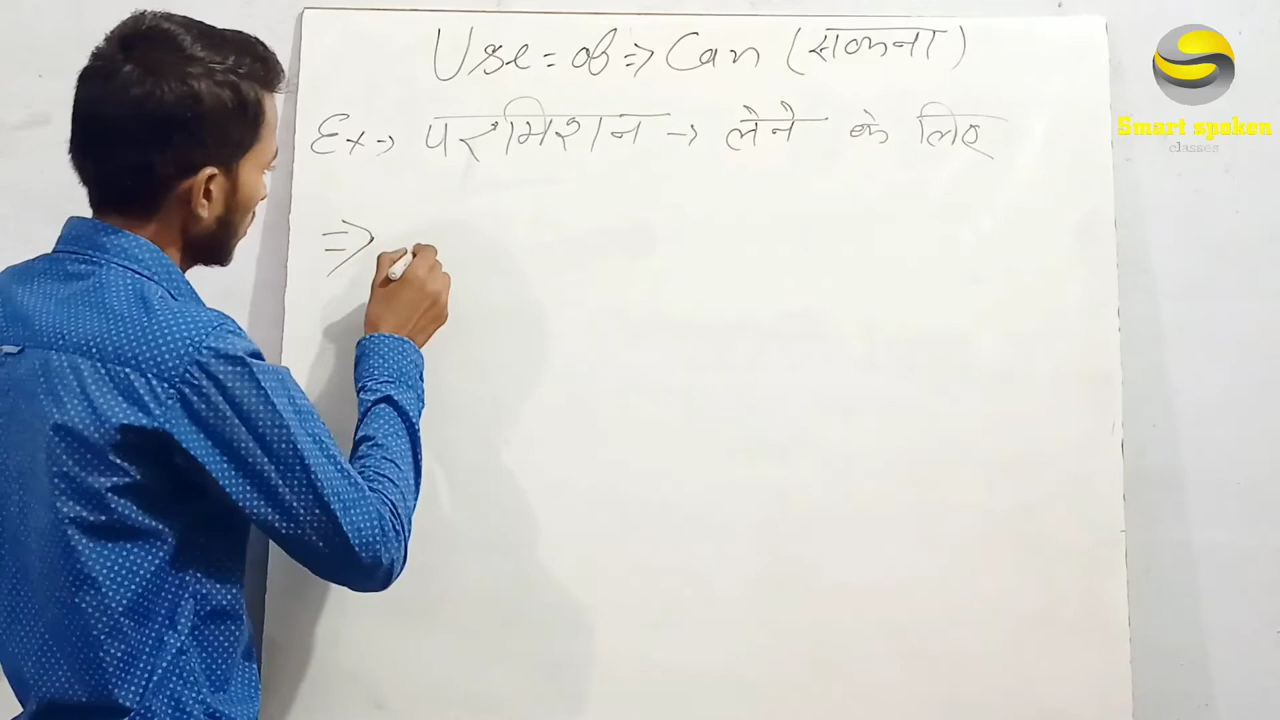 Use = of => Can (सकना)
Ex -> परमिशन -> लेने के लिए
=>
Smart spoken
classes